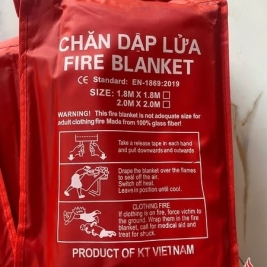 CHĂN DẬP LỬA
FIRE BLANKET
CE Standard: EN-1869:2019
SIZE: 1.8M X 1.8M
2.0M X 2.0M
WARNING! This fire blanket is not adequate size for
adult clothing fire Made from 100% glass fiber!
Take a release tape in each hand
and pull downwards and outwards
Drape the blanket over the flames
to seal off the air.
Switch off heat.
Leave in position until cool.
CLOTHING FIRE
If clothing is on fire, force victim to
the ground. Wrap them in the fire
blanket, call for medical aid and
treat for shuck.
PRODUCT OF KT VIETNAM